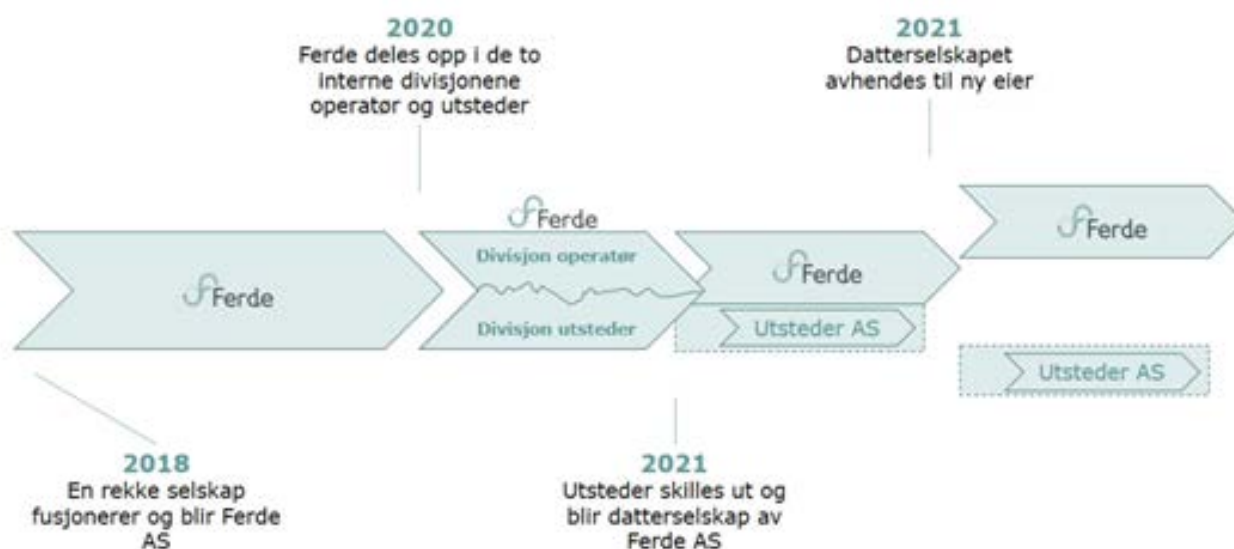 2020
Ferde deles opp i de to
interne divisjonene
operatør og utsteder
2021
Datterselskapet
avhendes til ny eier
Ferde
Ferde
Divisjon operatør
Divisjon utsteder
Ferde
Utsteder AS
Ferde
Utsteder AS
2018
En rekke selskap
fusjonerer og blir Ferde
AS
2021
Utsteder skilles ut og
blir datterselskap av
Ferde AS